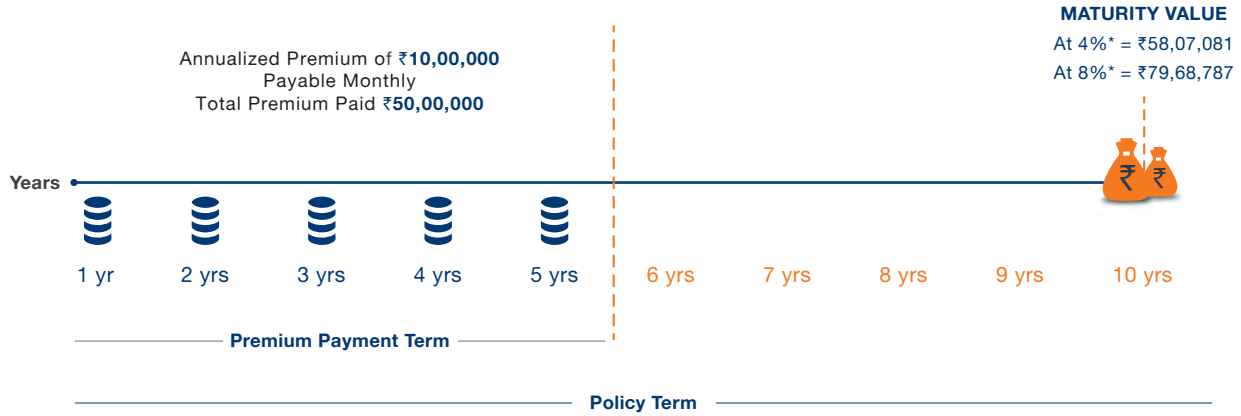 MATURITY VALUE
At 4%* = ₹58,07,081
At 8%* = ₹79,68,787
Annualized Premium of ₹10,00,000
Payable Monthly
Total Premium Paid ₹50,00,000
Years
₹ ₹
1 yr 2 yrs 3 yrs 4 yrs 5 yrs 6 yrs 7 yrs 8 yrs 9 yrs 10 yrs
Premium Payment Term
Policy Term